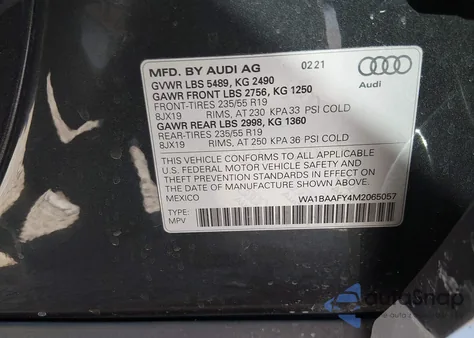 MFD. BY AUDI AG 02 21
GVWR LBS 5489, KG 2490
GAWR FRONT LBS 2756, KG 1250
FRONT-TIRES 235/55 R19
8JX19 RIMS, AT 230 KPA 33 PSI COLD
GAWR REAR LBS 2998, KG 1360
REAR-TIRES 235/55 R19
8JX19 RIMS, AT 250 KPA 36 PSI COLD
THIS VEHICLE CONFORMS TO ALL APPLICABLE
U.S. FEDERAL MOTOR VEHICLE SAFETY AND
THEFT PREVENTION STANDARDS IN EFFECT ON
THE DATE OF MANUFACTURE SHOWN ABOVE.
MEXICO WA1BAAFY4M2065057
TYPE:
MPV
Audi
AutoSnap